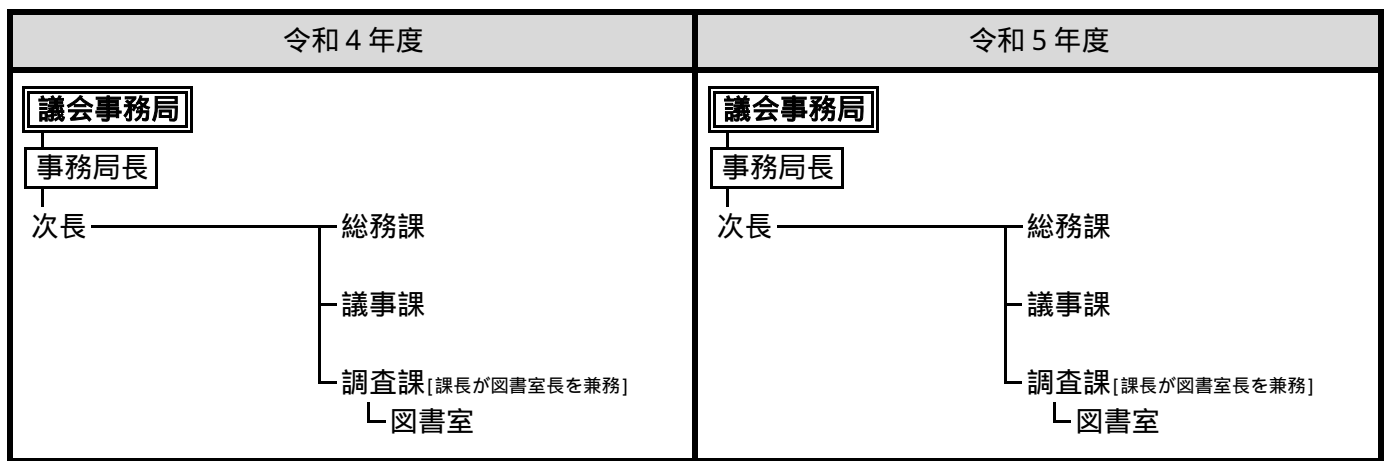 令和４年度
議会事務局
事務局長
次長 総務課
議事課
調査課[課長が図書室長を兼務]
図書室
令和５年度
議会事務局
事務局長
次長 総務課
議事課
調査課[課長が図書室長を兼務]
図書室